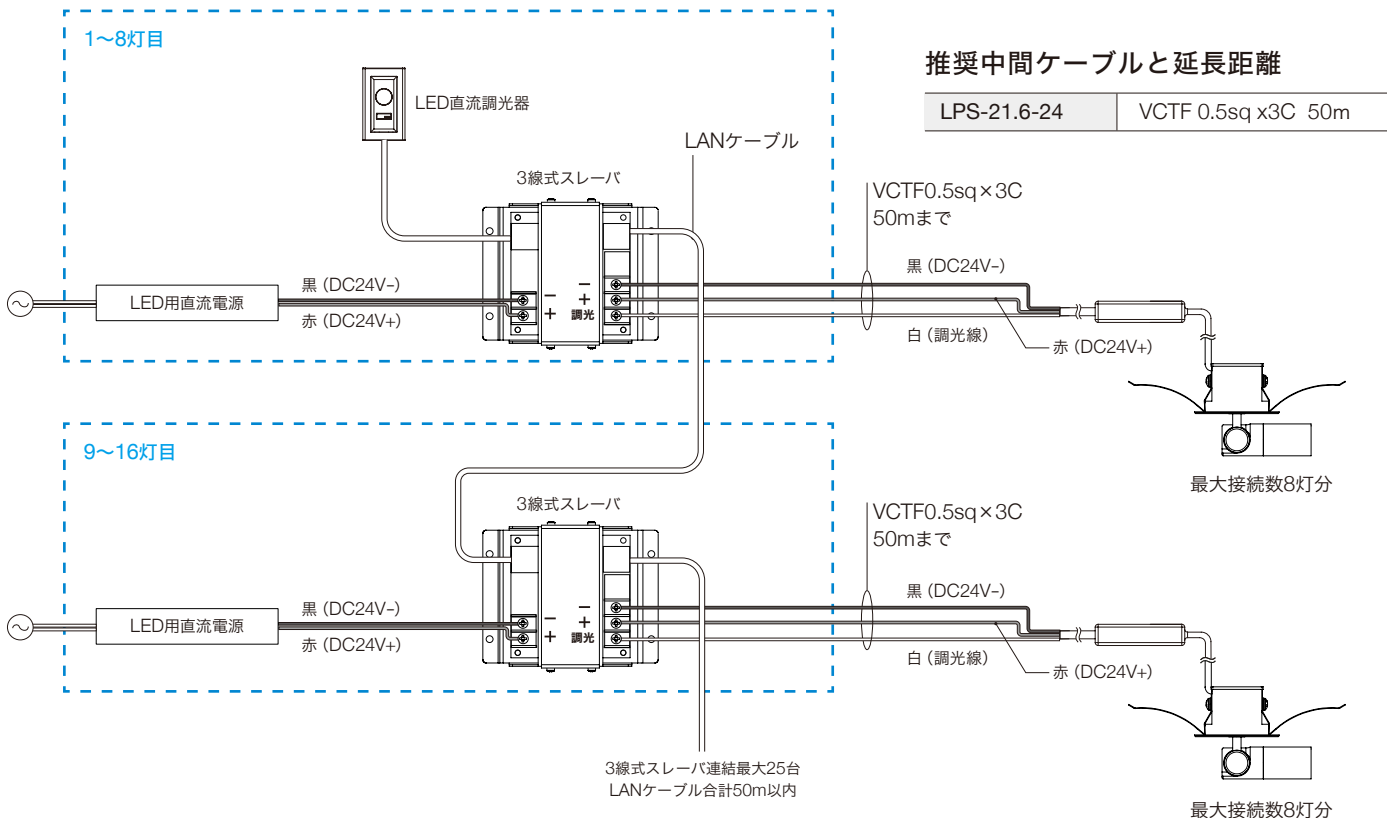 1〜8灯目
LED直流調光器
LANケーブル
3線式スレーバ
推奨中間ケーブルと延長距離
LPS-21.6-24 VCTF 0.5sq x3C 50m
VCTF0.5sq×3C
50mまで
LED用直流電源
黒 (DC24V-)
赤 (DC24V+)
−
+
−
+
調光
黒 (DC24V-)
白 (調光線)
赤 (DC24V+)
最大接続数8灯分
9〜16灯目
3線式スレーバ
VCTF0.5sq×3C
50mまで
LED用直流電源
黒 (DC24V-)
赤 (DC24V+)
−
+
−
+
調光
黒 (DC24V-)
白 (調光線)
赤 (DC24V+)
3線式スレーバ連結最大25台
LANケーブル合計50m以内
最大接続数8灯分